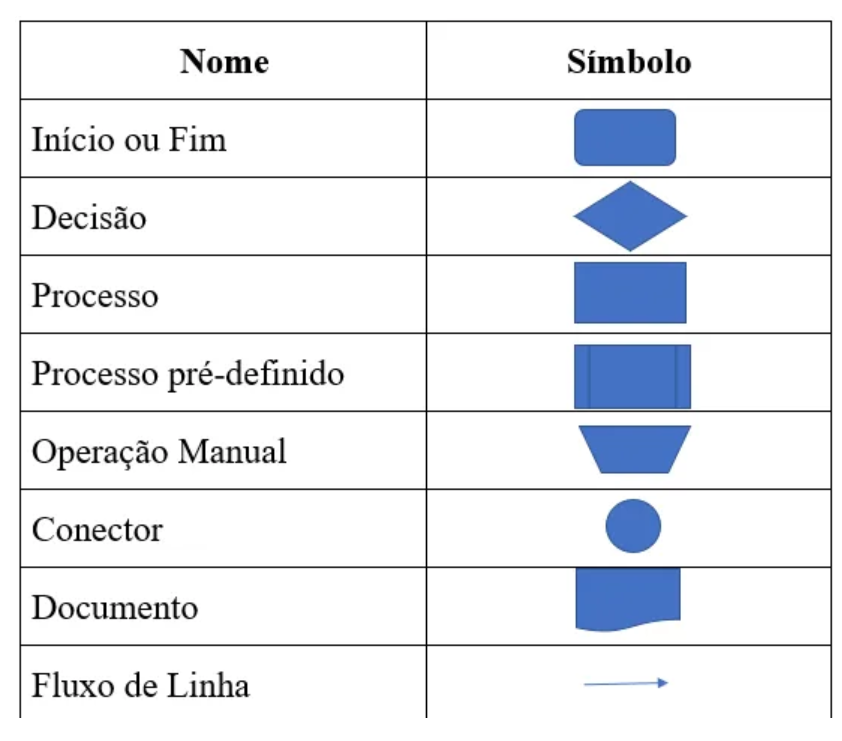 Nome
Símbolo
Início ou Fim
Decisão
Processo
Processo pré-definido
Operação Manual
Conector
Documento
Fluxo de Linha